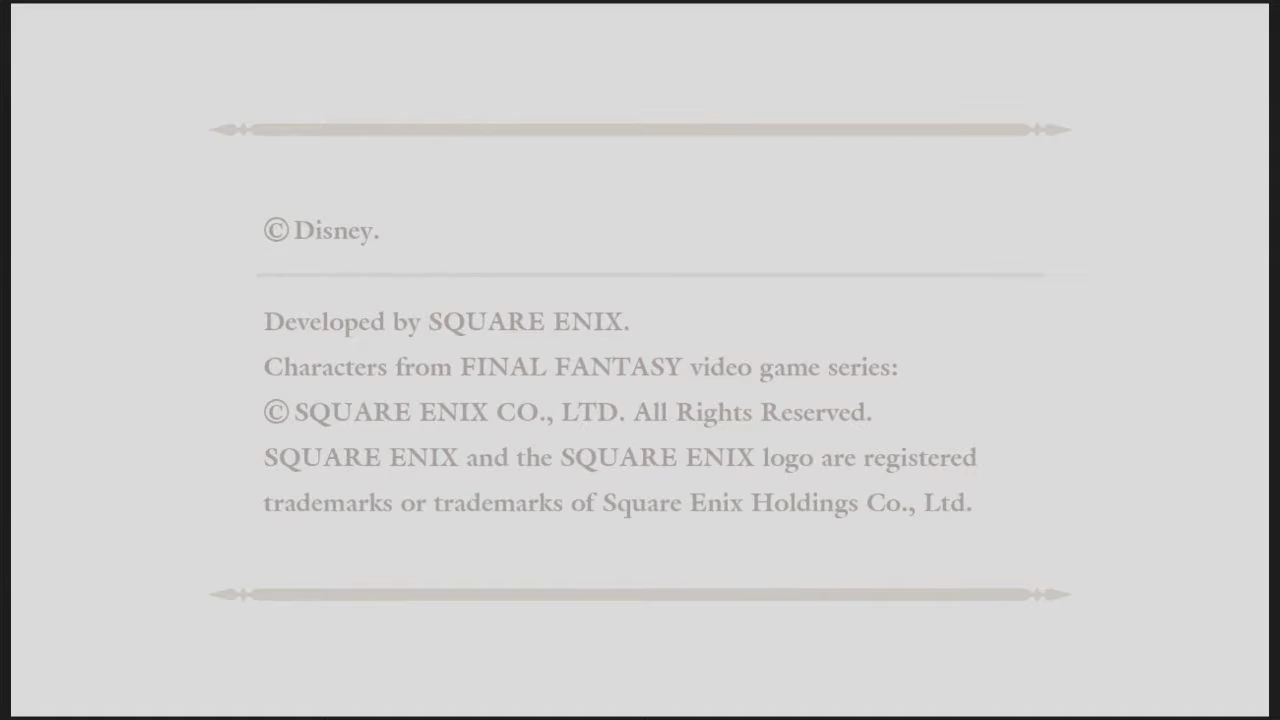 © Disney.
Developed by SQUARE ENIX.
Characters from FINAL FANTASY video game series:
© SQUARE ENIX CO., LTD. All Rights Reserved.
SQUARE ENIX and the SQUARE ENIX logo are registered
trademarks or trademarks of Square Enix Holdings Co., Ltd.